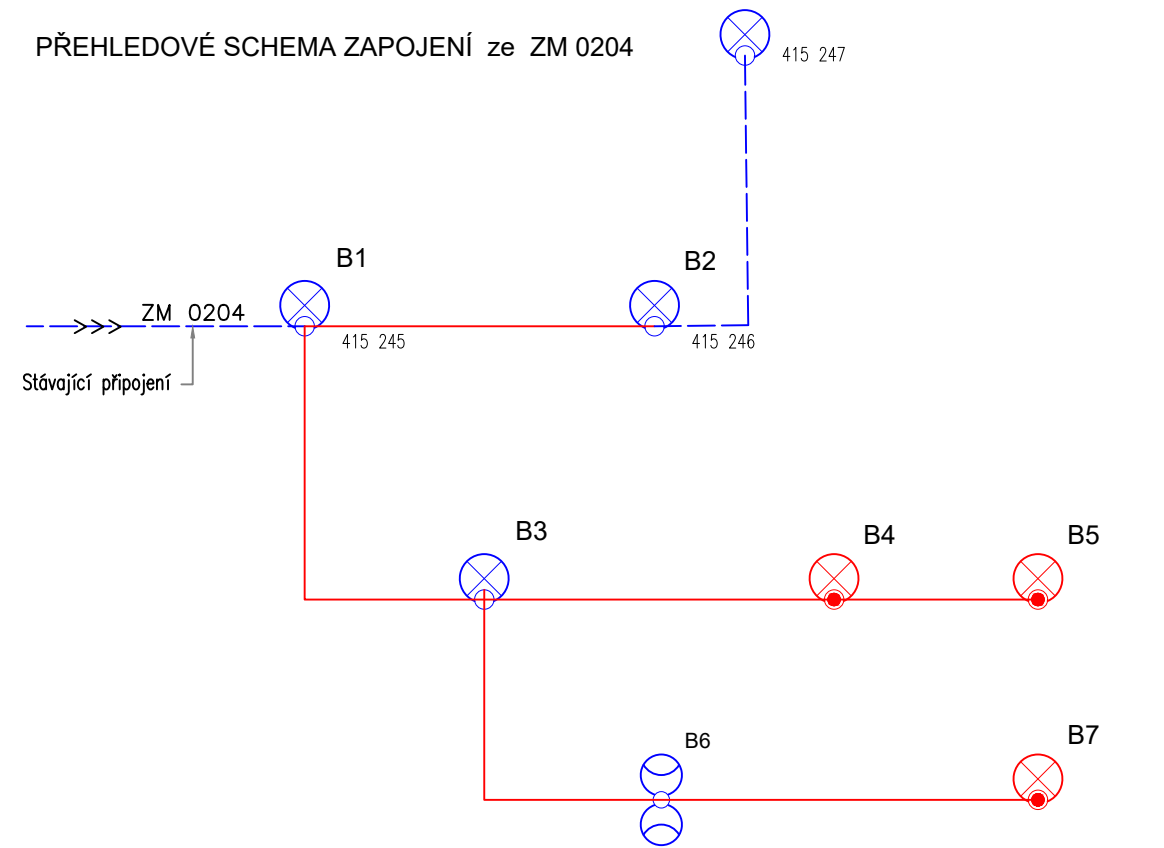 PŘEHLEDOVÉ SCHEMA ZAPOJENÍ ze ZM 0204
415 247
B1
B2
ZM 0204
415 245
415 246
Stávající připojení
B3
B4
B5
B6
B7